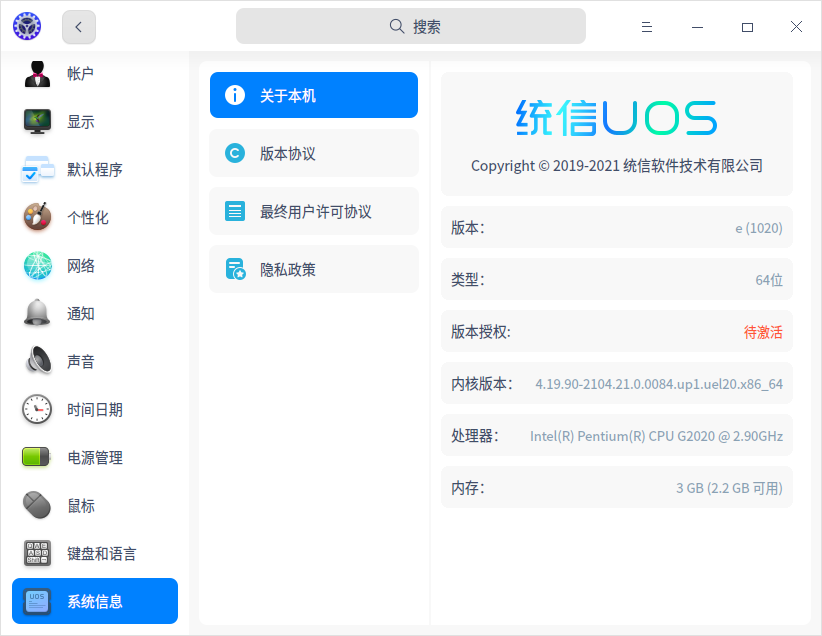 搜索
帐户
显示
默认程序
个性化
网络
通知
声音
时间日期
电源管理
鼠标
键盘和语言
UOS
系统信息
关于本机
版本协议
最终用户许可协议
隐私政策
统信UOS
Copyright © 2019-2021 统信软件技术有限公司
版本: e (1020)
类型: 64位
版本授权: 待激活
内核版本: 4.19.90-2104.21.0.0084.up1.uel20.x86_64
处理器: Intel(R) Pentium(R) CPU G2020 @ 2.90GHz
内存: 3 GB (2.2 GB 可用)